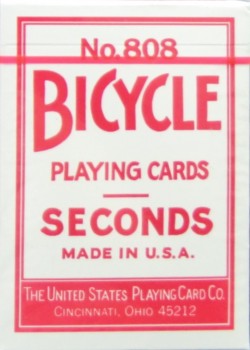 No. 808
BICYCLE
PLAYING CARDS
SECONDS
MADE IN U.S.A.
THE UNITED STATES PLAYING CARD CO.
CINCINNATI, OHIO 45212